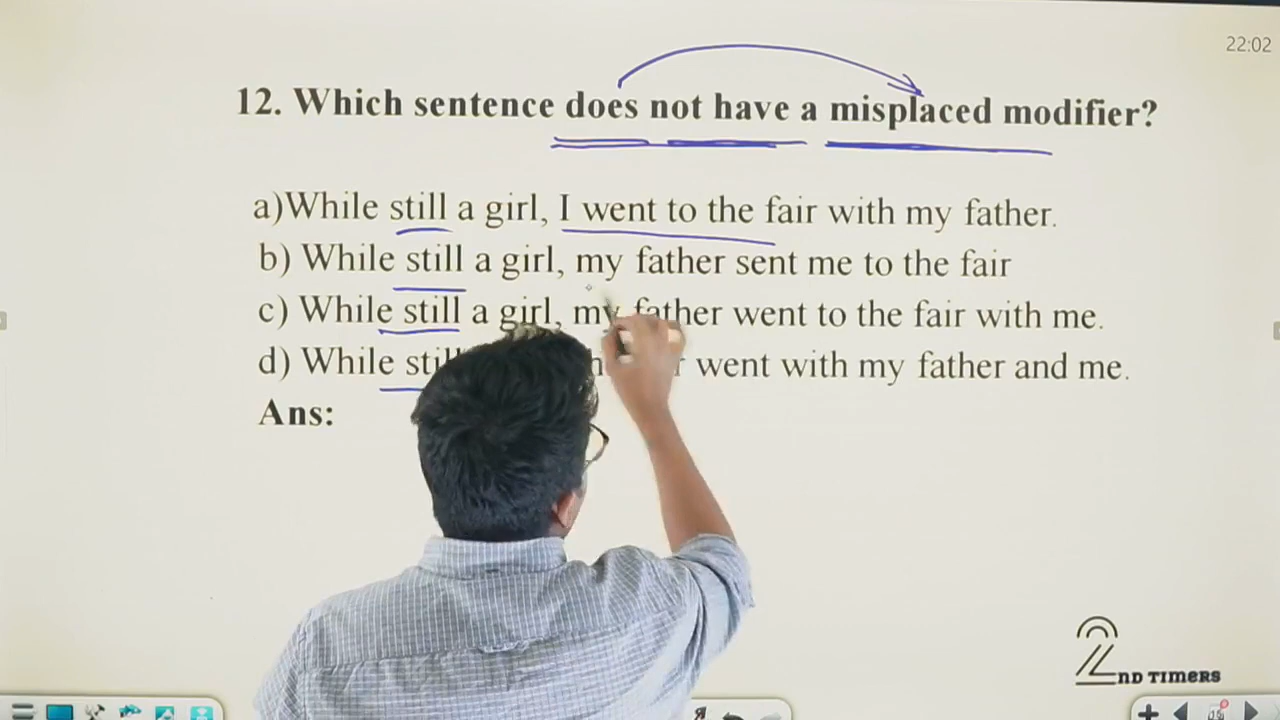 22:02
12. Which sentence does not have a misplaced modifier?
a)While still a girl, I went to the fair with my father.
b) While still a girl, my father sent me to the fair
c) While still a girl, my father went to the fair with me.
d) While went with my father and me.
Ans:
2ND TIMERS